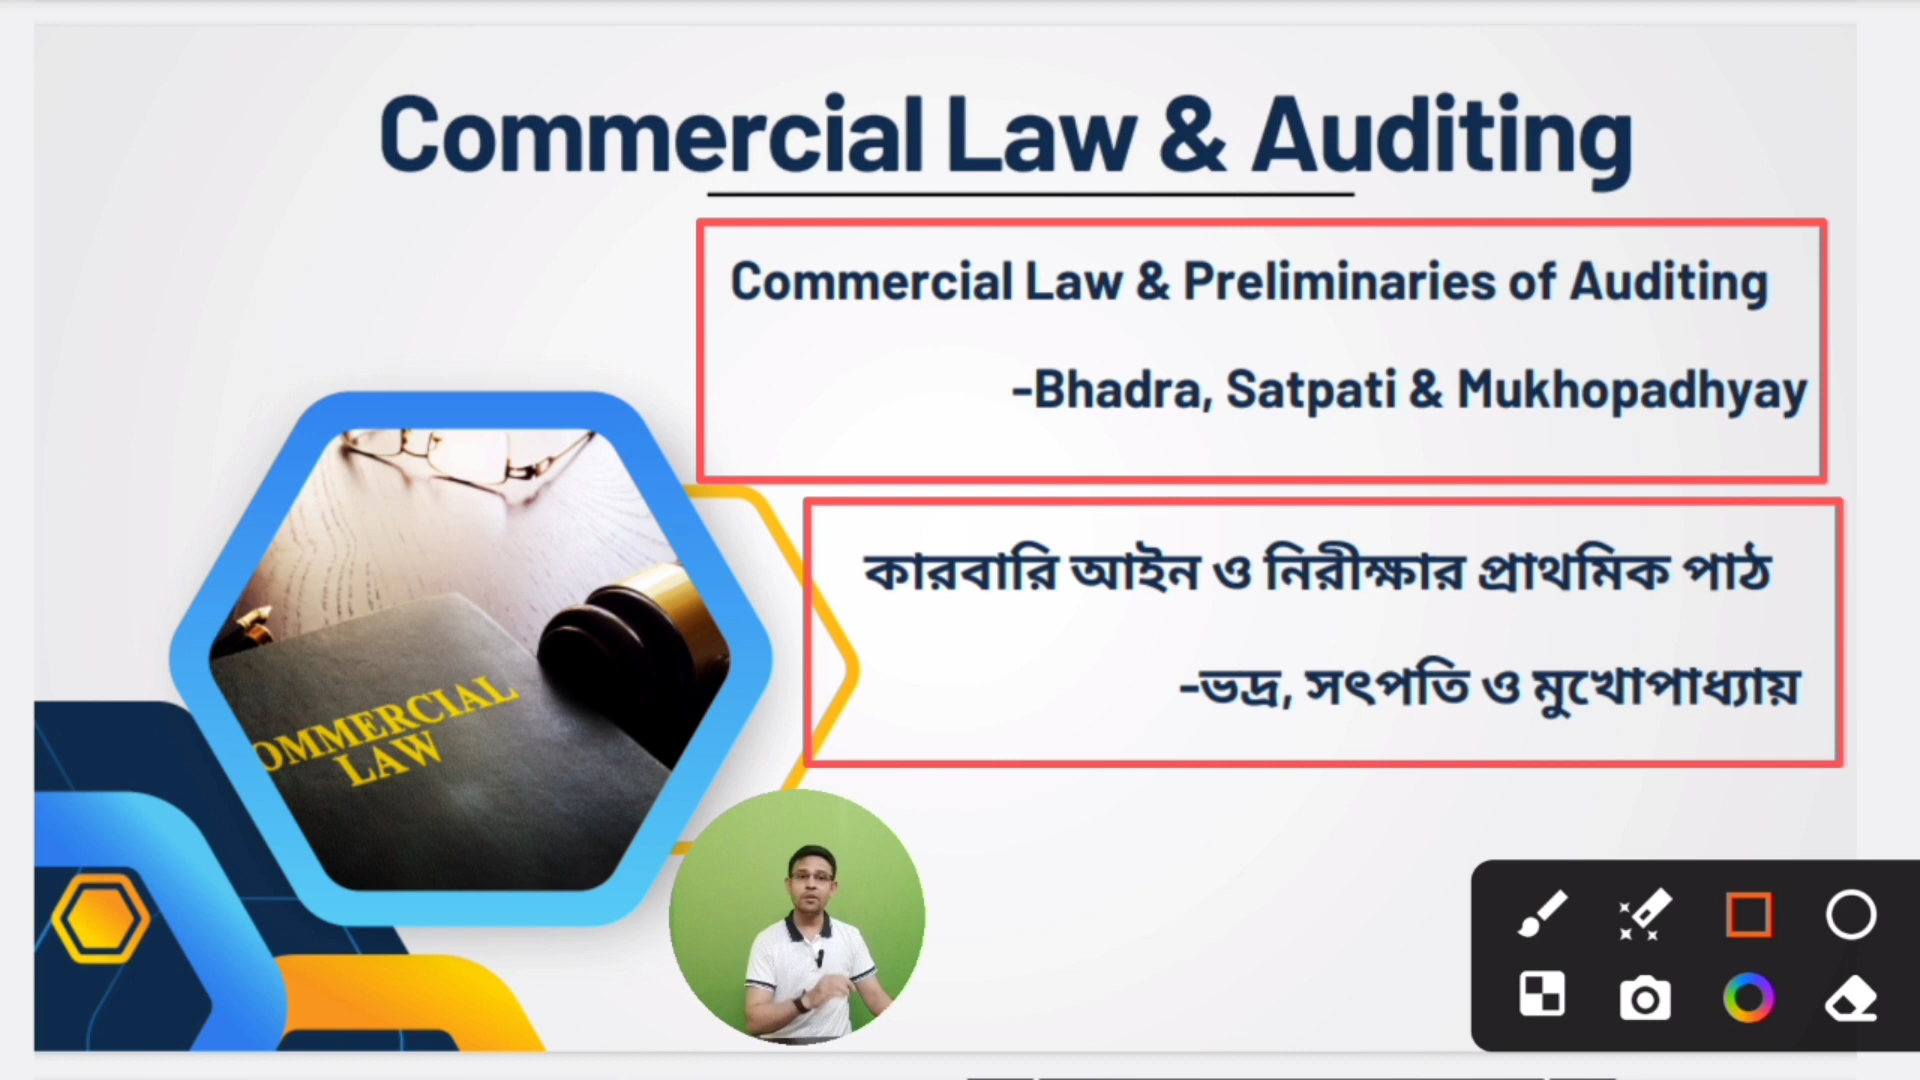 Commercial Law & Auditing
Commercial Law & Preliminaries of Auditing
-Bhadra, Satpati & Mukhopadhyay
কারবারি আইন ও নিরীক্ষার প্রাথমিক পাঠ
-ভদ্র, সৎপতি ও মুখোপাধ্যায়
OMMERCIAL
LAW